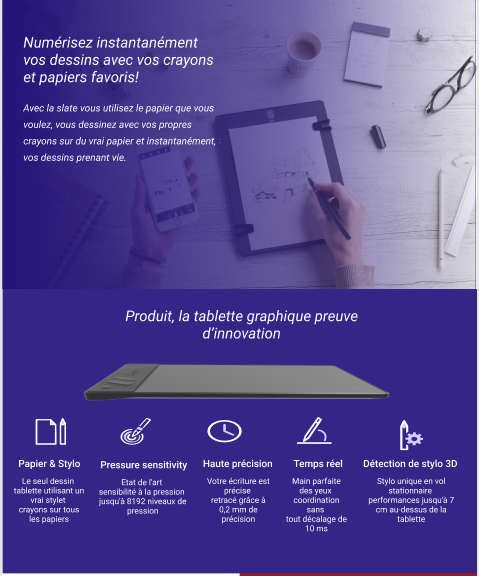 Numérisez instantanément
vos dessins avec vos crayons
et papiers favoris!
Avec la slate vous utilisez le papier que vous
voulez, vous dessinez avec vos propres
crayons sur du vrai papier et instantanément,
vos dessins prenant vie.
Produit, la tablette graphique preuve
d'innovation
Papier & Stylo
Le seul dessin
tablette utilisant un
vrai stylet
crayons sur tous
les papiers
Pressure sensitivity
Etat de l'art
sensibilité à la pression
jusqu'à 8192 niveaux de
pression
Haute précision
Votre écriture est
précise
retracé grâce à
0,2 mm de
précision
Temps réel
Main parfaite
des yeux
coordination
sans
tout décalage de
10 ms
Détection de stylo 3D
Stylo unique en vol
stationnaire
performances jusqu'à 7
cm au-dessus de la
tablette